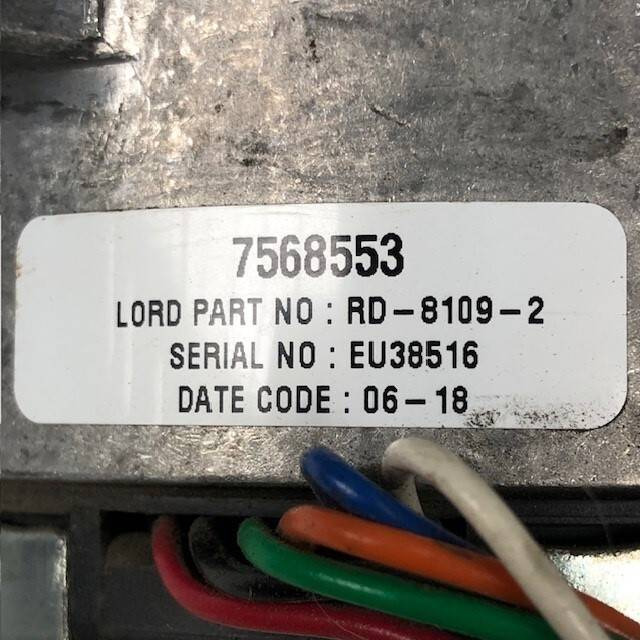 7568553
LORD PART NO : RD-8109-2
SERIAL NO : EU38516
DATE CODE : 06-18